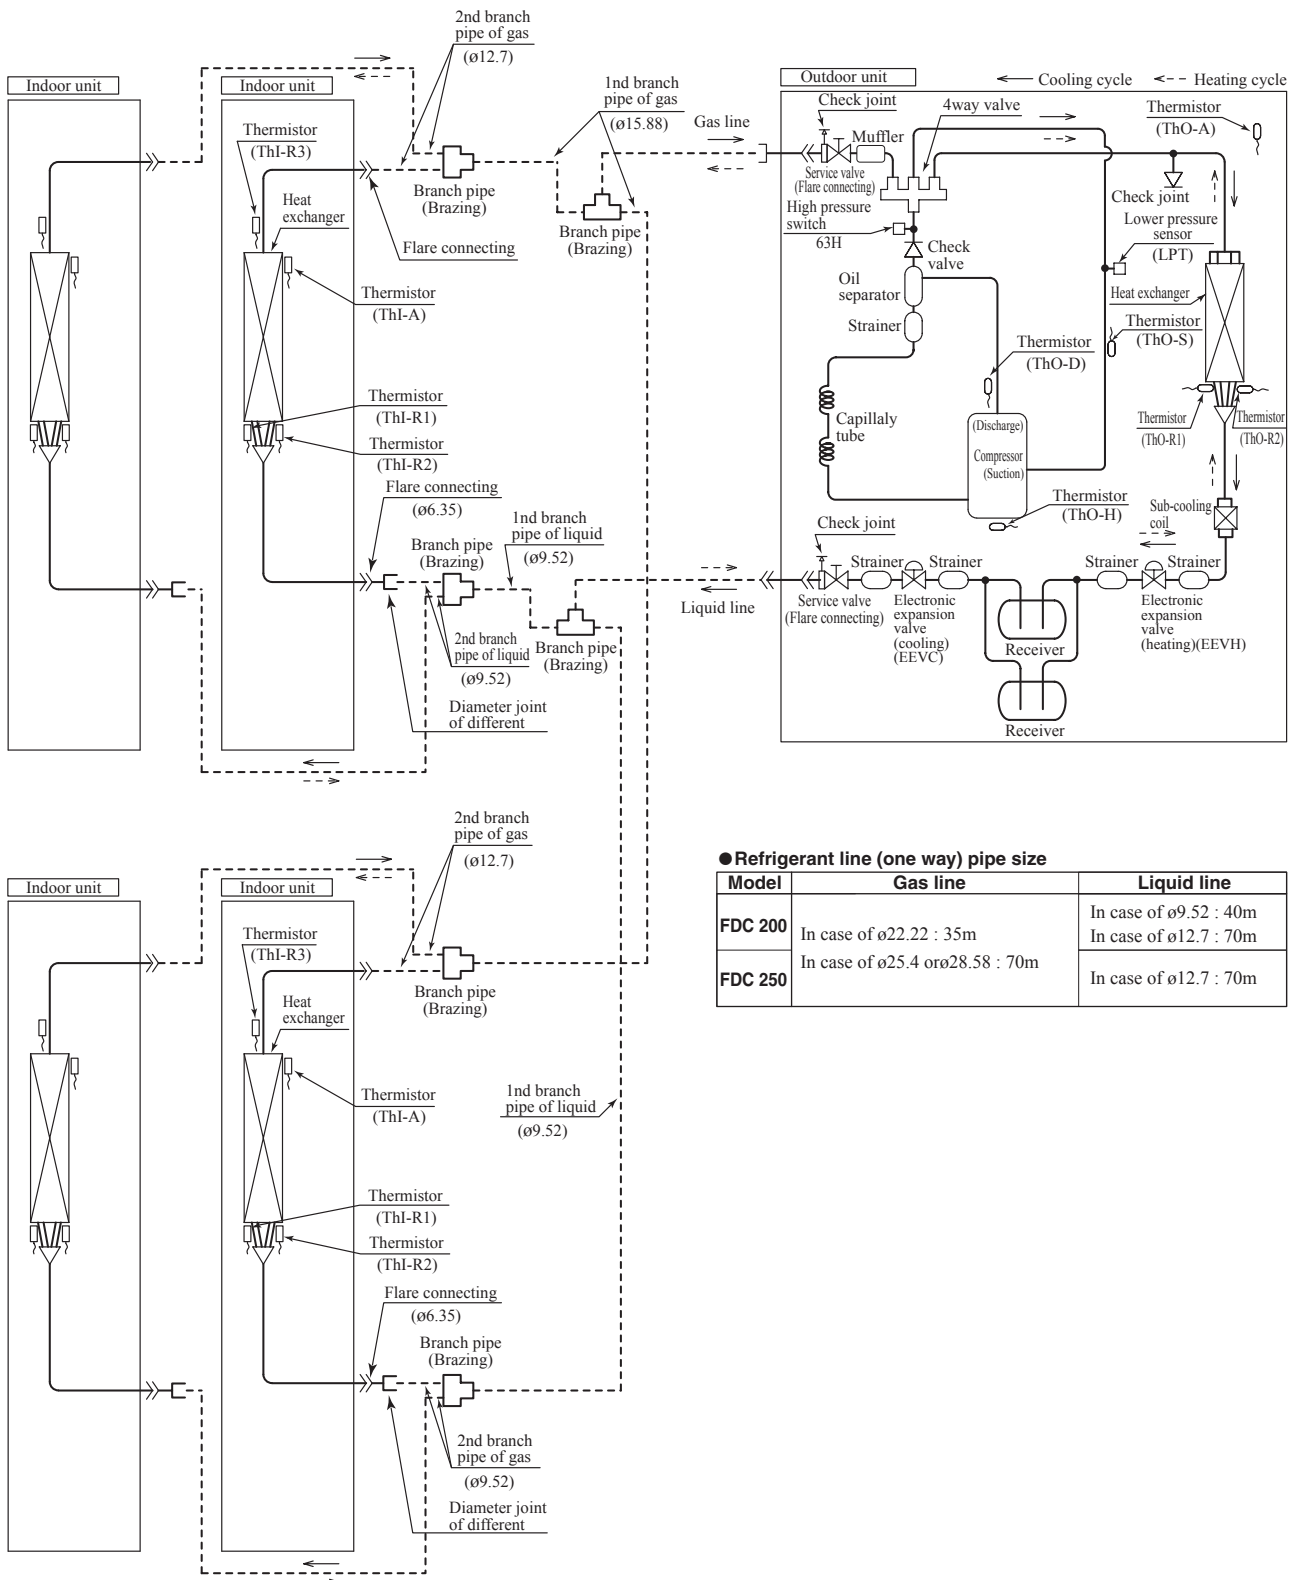 Indoor unit
Indoor unit
2nd branch
pipe of gas
(ø12.7)
Thermistor
(ThI-R3)
Heat
exchanger
Branch pipe
(Brazing)
Flare connecting
Thermistor
(ThI-A)
Thermistor
(ThI-R1)
Thermistor
(ThI-R2)
Flare connecting
(ø6.35)
1nd branch
pipe of gas
(ø15.88)
Branch pipe
(Brazing)
Gas line
Branch pipe
(Brazing)
1nd branch
pipe of liquid
(ø9.52)
2nd branch
pipe of liquid
(ø9.52)
Branch pipe
(Brazing)
Diameter joint
of different
Liquid line
Outdoor unit
Cooling cycle
Heating cycle
Check joint
Muffler
4way valve
Thermistor
(ThO-A)
Service valve
(Flare connecting)
High pressure
switch
63H
Check
valve
Check joint
Lower pressure
sensor
(LPT)
Oil
separator
Heat exchanger
Strainer
Thermistor
(ThO-S)
Thermistor
(ThO-D)
Capillaly
tube
(Discharge)
Compressor
(Suction)
Thermistor
(ThO-R1)
Thermistor
(ThO-R2)
Thermistor
(ThO-H)
Sub-cooling
coil
Check joint
Strainer
Strainer
Strainer
Strainer
Service valve
(Flare connecting)
Electronic
expansion
valve
(cooling)
(EEVC)
Receiver
Electronic
expansion
valve
(heating)(EEVH)
Receiver
Indoor unit
Indoor unit
2nd branch
pipe of gas
(ø12.7)
Thermistor
(ThI-R3)
Heat
exchanger
Branch pipe
(Brazing)
Thermistor
(ThI-A)
1nd branch
pipe of liquid
(ø9.52)
Thermistor
(ThI-R1)
Thermistor
(ThI-R2)
Flare connecting
(ø6.35)
Branch pipe
(Brazing)
2nd branch
pipe of gas
(ø9.52)
Diameter joint
of different
●Refrigerant line (one way) pipe size
Model Gas line Liquid line
FDC 200 In case of ø22.22 : 35m In case of ø9.52 : 40m
In case of ø12.7 : 70m
FDC 250 In case of ø25.4 orø28.58 : 70m In case of ø12.7 : 70m